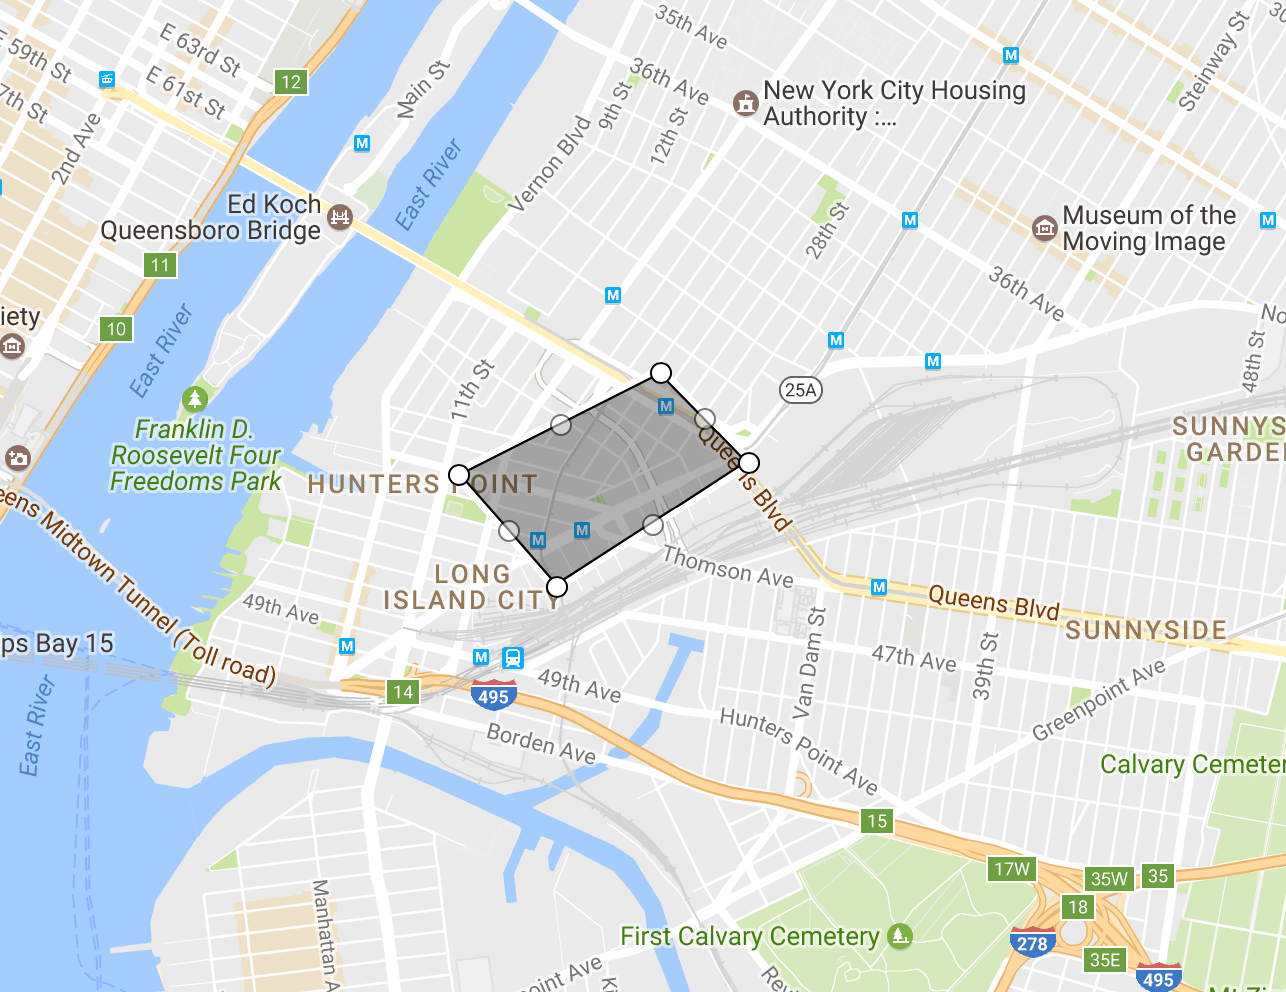 35th Ave
E 63rd St
E 59th St
E 61st St
7th St
12
Main St
36th Ave
9th St
12th St
New York City Housing
Authority :...
Steinway St
2nd Ave
Vernon Blvd
East River
Ed Koch
Queensboro Bridge
28th St
Museum of the
Moving Image
11
36th Ave
iety
10
East River
No
48th St
11th St
25A
Franklin D.
Roosevelt Four
Freedoms Park
SUNNYS
GARDE
HUNTERS POINT
Queens Blvd
eens Midtown Tunnel (Toll road)
LONG
ISLAND CITY
Thomson Ave
49th Ave
Queens Blvd
SUNNYSIDE
ps Bay 15
47th Ave
Van Dam St
39th St
Greenpoint Ave
14
495
49th Ave
East River
Borden Ave
Hunters Point Ave
Calvary Cemeter
15
17W
35W
35
18
Manhattan A
First Calvary Cemetery
278
35E
495
point Ave